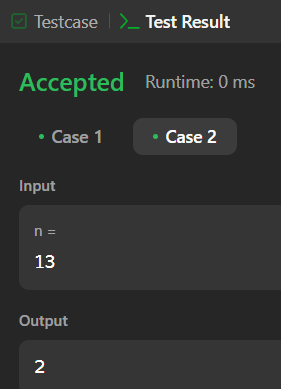 Testcase | >_ Test Result
Accepted Runtime: 0 ms
• Case 1 • Case 2
Input
n =
13
Output
2